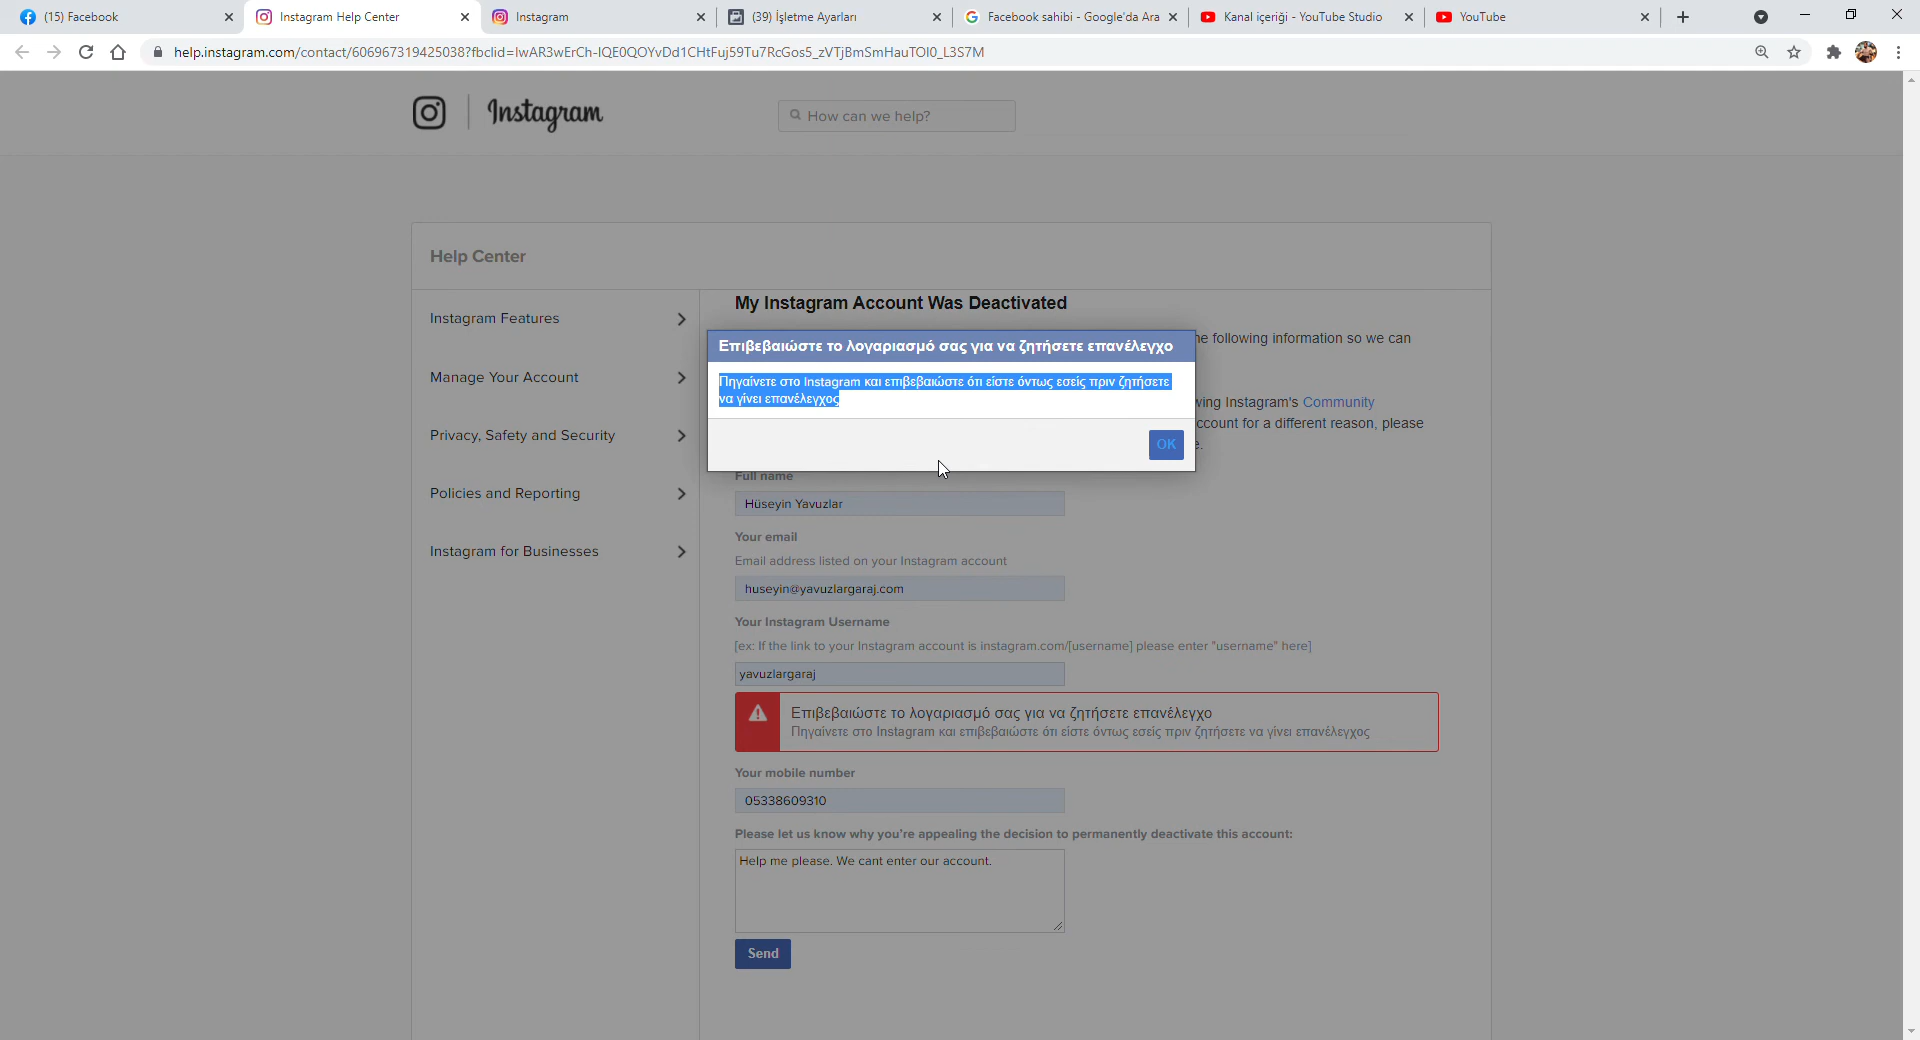 (15) Facebook
Instagram Help Center
Instagram
(39) İşletme Ayarları
Facebook sahibi - Google'da Ara
Kanal içeriği - YouTube Studio
YouTube
help.instagram.com/contact/606967319425038?fbclid=IwAR3wErCh-IQE0QOYvDd1CHtFuj59Tu7RcGos5_zVTjBmSmHauTOI0_L3S7M
Instagram
How can we help?
Help Center
Instagram Features
Manage Your Account
Privacy, Safety and Security
Policies and Reporting
Instagram for Businesses
My Instagram Account Was Deactivated
he following information so we can
wing Instagram's Community
ccount for a different reason, please
e.
Επιβεβαιώστε το λογαριασμό σας για να ζητήσετε επανέλεγχο
Πηγαίνετε στο Instagram και επιβεβαιώστε ότι είστε όντως εσείς πριν ζητήσετε
να γίνει επανέλεγχος
OK
Full name
Hüseyin Yavuzlar
Your email
Email address listed on your Instagram account
huseyin@yavuzlargaraj.com
Your Instagram Username
[ex: If the link to your Instagram account is instagram.com/[username] please enter "username" here]
yavuzlargaraj
Επιβεβαιώστε το λογαριασμό σας για να ζητήσετε επανέλεγχο
Πηγαίνετε στο Instagram και επιβεβαιώστε ότι είστε όντως εσείς πριν ζητήσετε να γίνει επανέλεγχος
Your mobile number
05338609310
Please let us know why you're appealing the decision to permanently deactivate this account:
Help me please. We cant enter our account.
Send